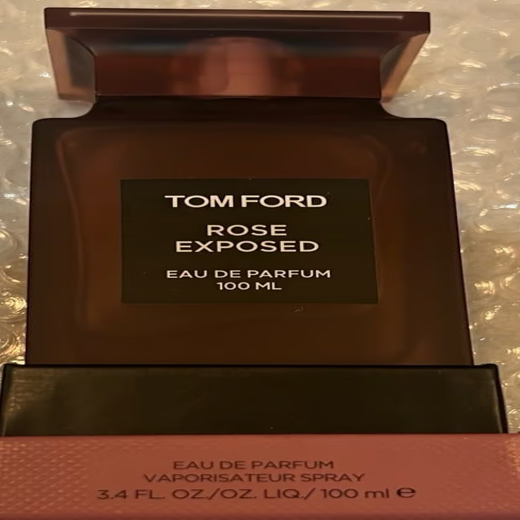 TOM FORD
ROSE
EXPOSED
EAU DE PARFUM
100 ML
EAU DE PARFUM
VAPORISATEUR SPRAY
3.4 FL. OZ./OZ. LIQ./ 100 ml ℮